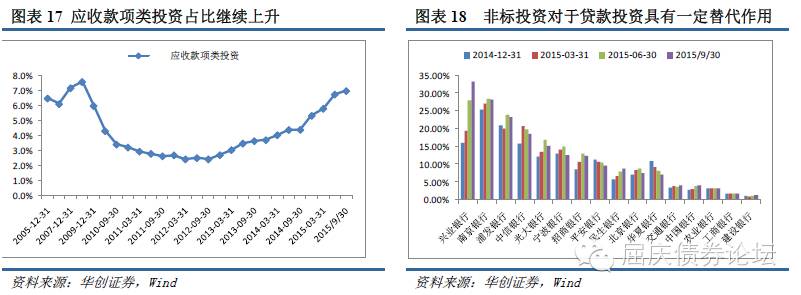 图表 17 应收款项类投资占比继续上升
应收款项类投资
8.0%
7.0%
6.0%
5.0%
4.0%
3.0%
2.0%
1.0%
0.0%
2005-12-31
2007-12-31
2009-12-31
2010-09-30
2011-03-31
2011-09-30
2012-03-31
2012-09-30
2013-03-31
2013-09-30
2014-03-31
2014-09-30
2015-03-31
2015/9/30
资料来源：华创证券，Wind
图表 18 非标投资对于贷款投资具有一定替代作用
2014-12-31 2015-03-31 2015-06-30 2015/9/30
35.00%
30.00%
25.00%
20.00%
15.00%
10.00%
5.00%
0.00%
兴业银行
南京银行
浦发银行
中信银行
光大银行
宁波银行
招商银行
平安银行
民生银行
北京银行
华夏银行
交通银行
中国银行
农业银行
工商银行
建设银行
资料来源：华创证券，Wind
屈庆债券论坛